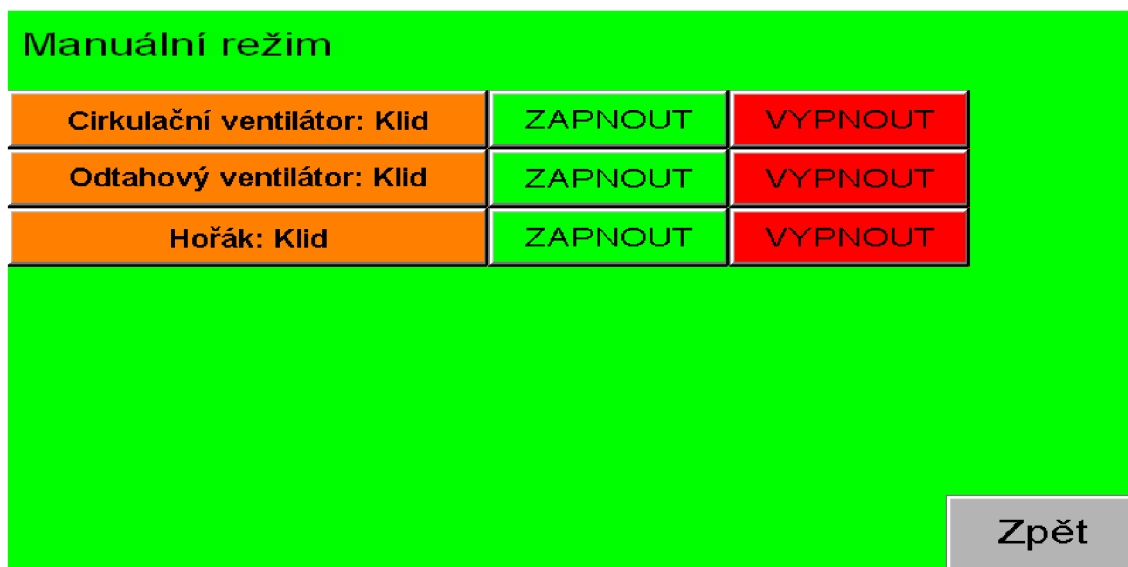 Manuální režim
Cirkulační ventilátor: Klid ZAPNOUT VYPNOUT
Odtahový ventilátor: Klid ZAPNOUT VYPNOUT
Hořák: Klid ZAPNOUT VYPNOUT
Zpět